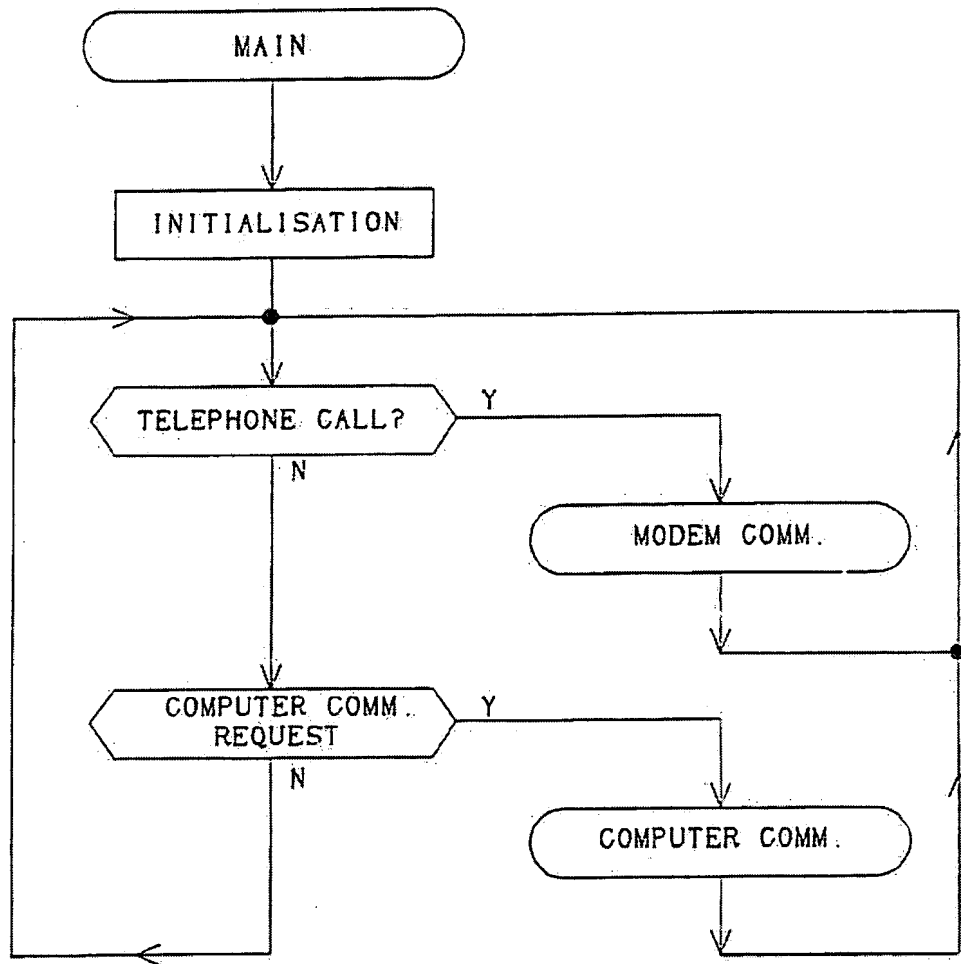 MAIN
INITIALISATION
TELEPHONE CALL?
Y
N
MODEM COMM.
COMPUTER COMM.
REQUEST
Y
N
COMPUTER COMM.